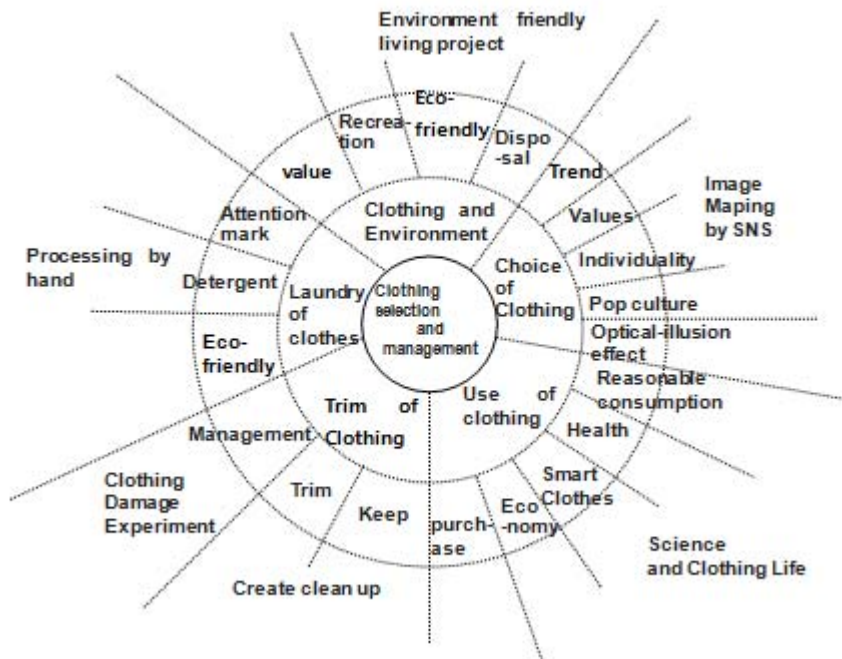 Environment friendly
living project
Eco-
friendly
Recrea-
tion
Dispo
-sal
value
Trend
Attention
mark
Clothing and
Environment
Values
Image
Maping
by SNS
Processing by
hand
Detergent
Laundry
of
clothes
Clothing
selection
and
management
Choice
of
Clothing
Individuality
Pop culture
Optical-illusion
effect
Eco-
friendly
Reasonable
consumption
Trim of
Clothing
Use of
clothing
Management
Health
Clothing
Damage
Experiment
Trim
Keep
purch-
ase
Eco
-nomy
Smart
Clothes
Create clean up
Science
and Clothing Life